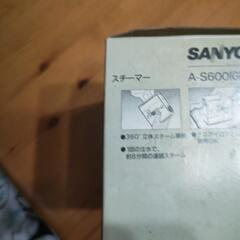 SANYO
スチーマー
A-S600(G
●360°立体スチーム噴射
●1回の注水で、
約8分間の連続スチーム